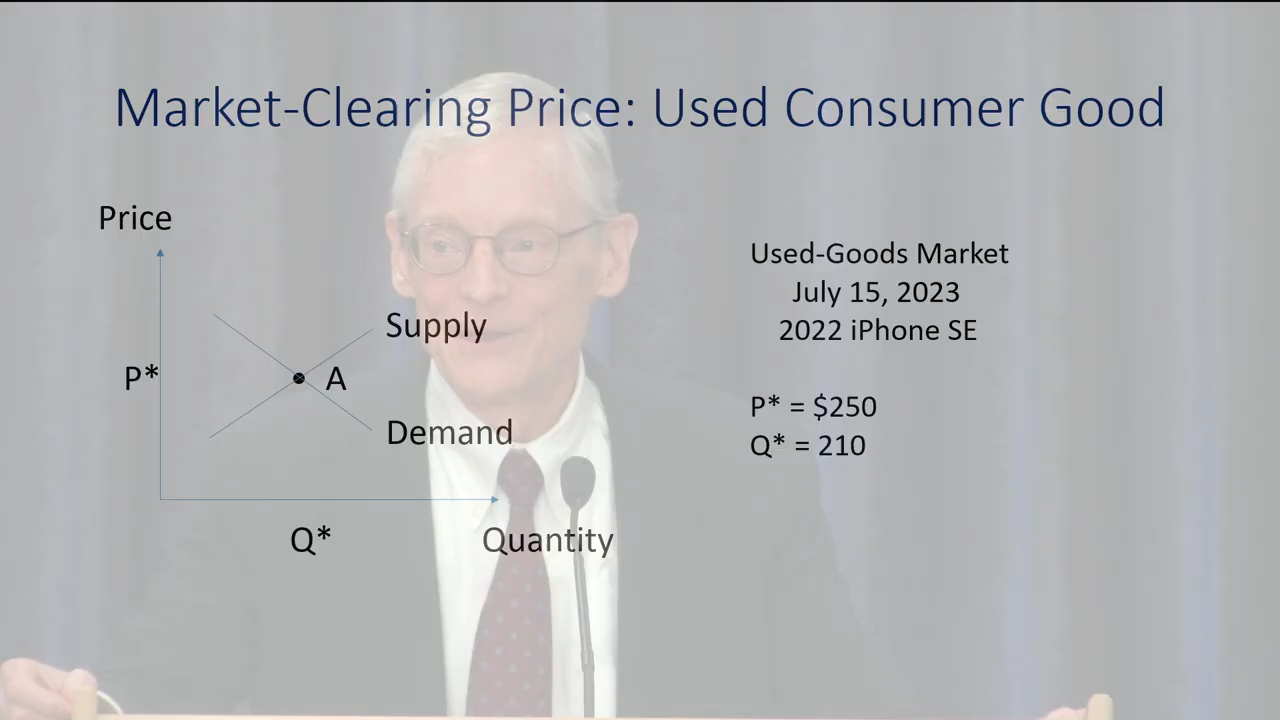 Market-Clearing Price: Used Consumer Good
Price
Supply
P*
A
Demand
Q*
Quantity
Used-Goods Market
July 15, 2023
2022 iPhone SE
P* = $250
Q* = 210